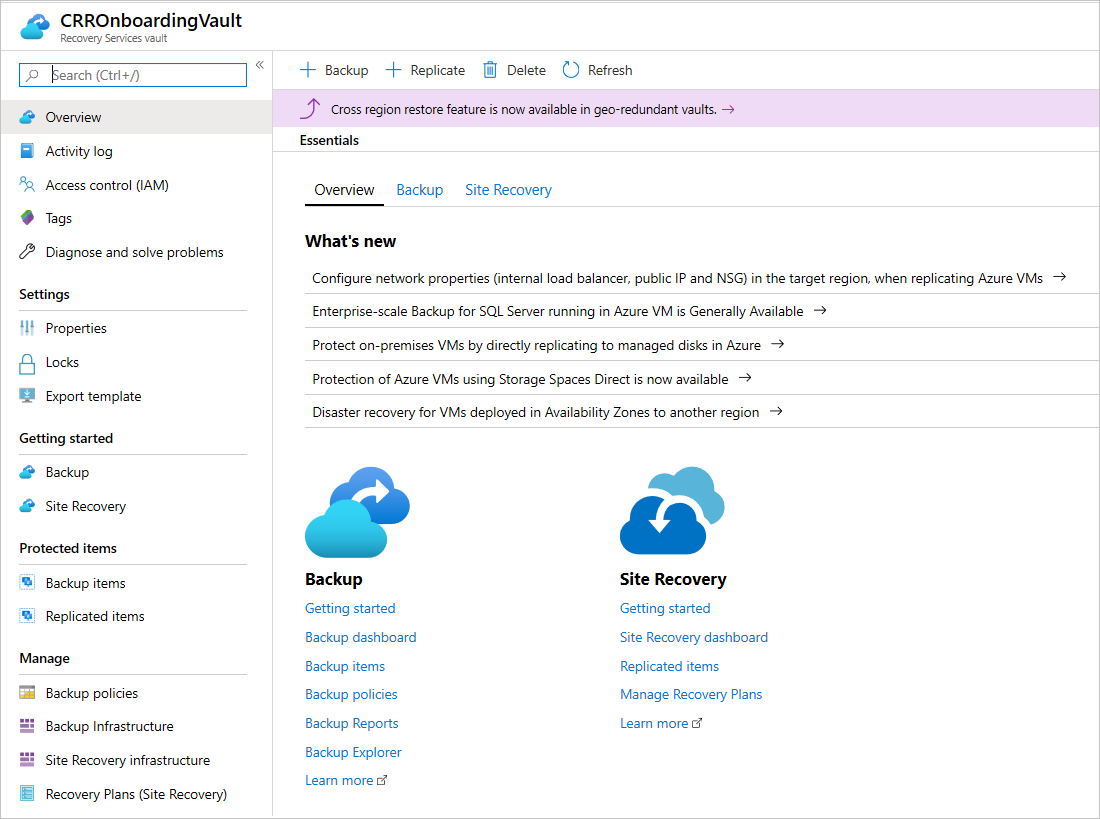 CRROnboardingVault
Recovery Services vault
Search (Ctrl+/)
«
Overview
Activity log
Access control (IAM)
Tags
Diagnose and solve problems
Settings
Properties
Locks
Export template
Getting started
Backup
Site Recovery
Protected items
Backup items
Replicated items
Manage
Backup policies
Backup Infrastructure
Site Recovery infrastructure
Recovery Plans (Site Recovery)
Backup Replicate Delete Refresh
Cross region restore feature is now available in geo-redundant vaults. →
Essentials
Overview Backup Site Recovery
What's new
Configure network properties (internal load balancer, public IP and NSG) in the target region, when replicating Azure VMs →
Enterprise-scale Backup for SQL Server running in Azure VM is Generally Available →
Protect on-premises VMs by directly replicating to managed disks in Azure →
Protection of Azure VMs using Storage Spaces Direct is now available →
Disaster recovery for VMs deployed in Availability Zones to another region →
Backup
Getting started
Backup dashboard
Backup items
Backup policies
Backup Reports
Backup Explorer
Learn more
Site Recovery
Getting started
Site Recovery dashboard
Replicated items
Manage Recovery Plans
Learn more